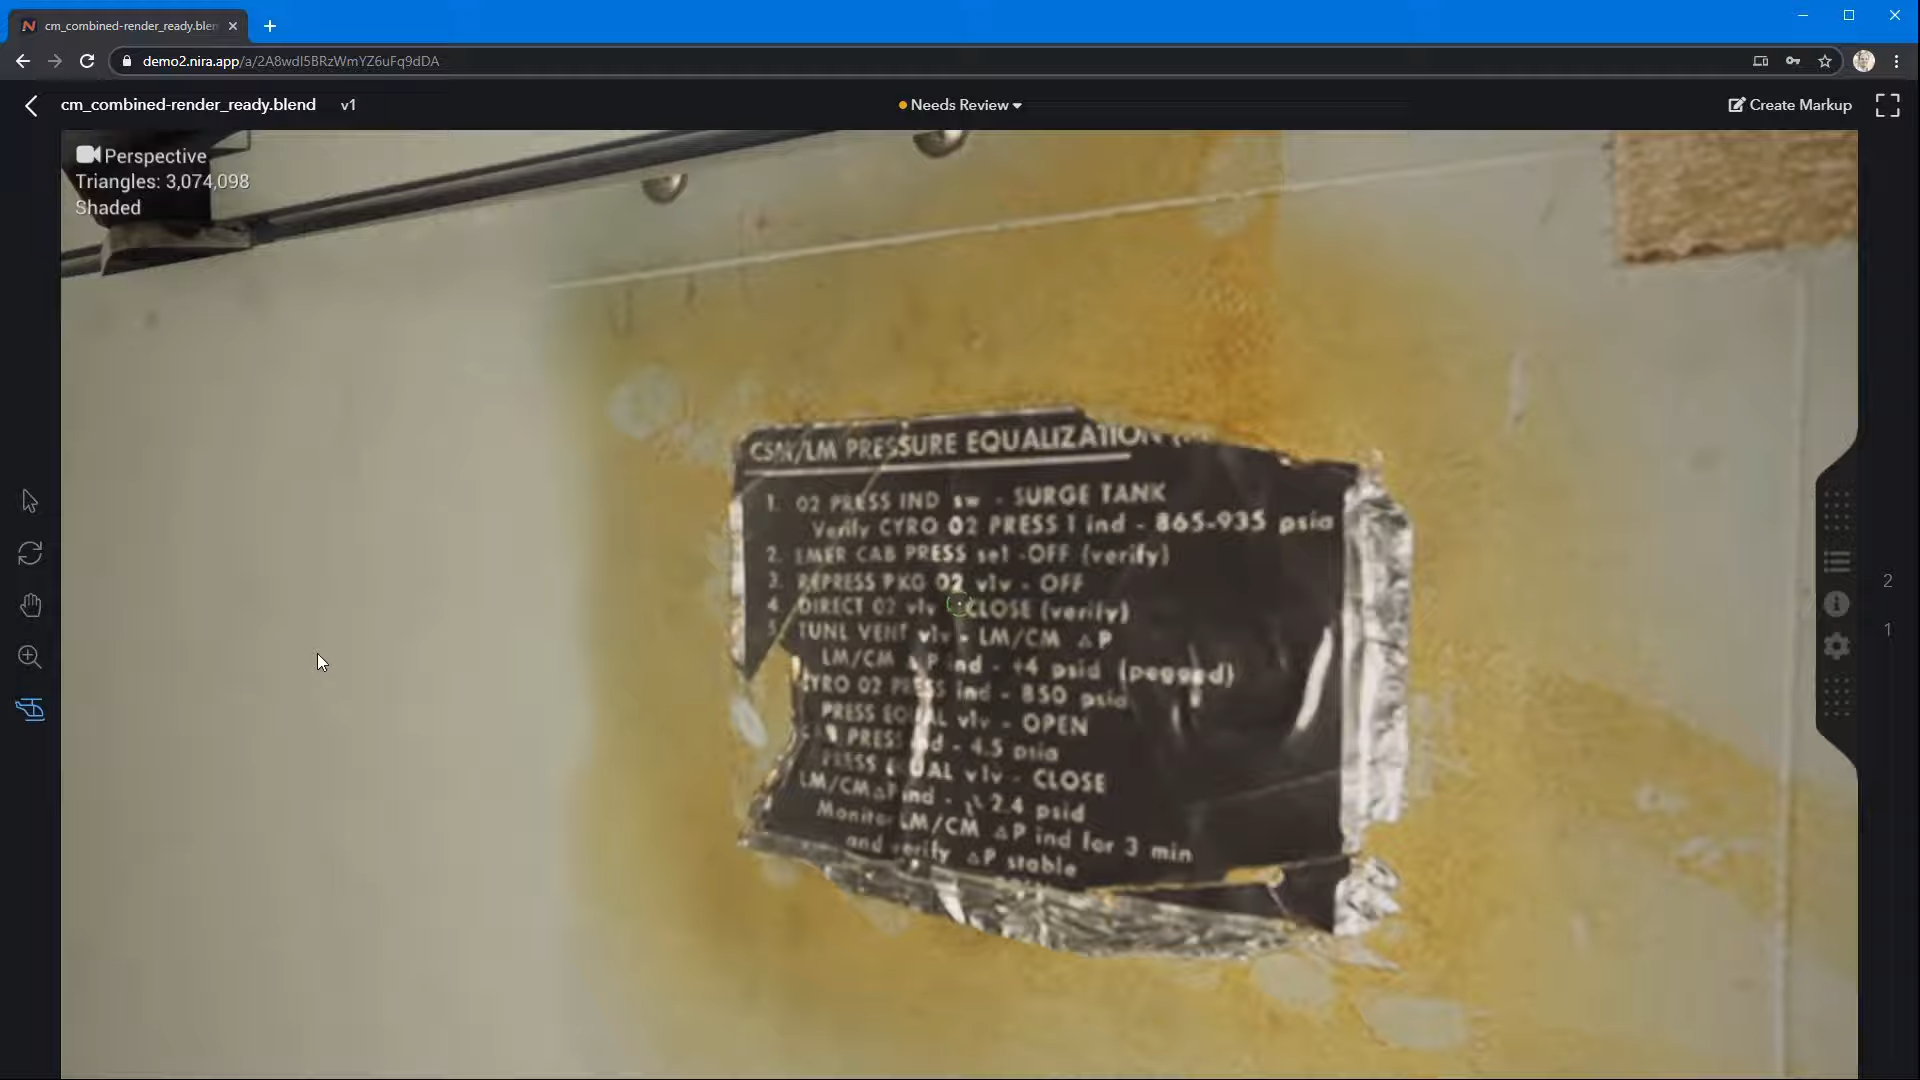 cm_combined-render_ready.blen
demo2.nira.app/a/2A8wdI5BRzWmYZ6uFq9dDA
cm_combined-render_ready.blend v1
Needs Review
Create Markup
Perspective
Triangles: 3,074,098
Shaded
CSM/LM PRESSURE EQUALIZATION
1. O2 PRESS IND sw - SURGE TANK
Verify CYRO O2 PRESS 1 ind - 865-935 psia
2. EMER CAB PRESS sel -OFF (verify)
3. REPRESS PKG O2 vlv - OFF
4. DIRECT O2 vlv CLOSE (verify)
5. TUNL VENT vlv - LM/CM ΔP
LM/CM ΔP ind - +4 psid (pegged)
CYRO O2 PRESS ind - 850 psia
PRESS EQUAL vlv - OPEN
PRESS ind - 4.5 psia
PRESS EQUAL vlv - CLOSE
LM/CM ΔP ind - 2.4 psid
Monitor LM/CM ΔP ind for 3 min
and verify ΔP stable
2
1